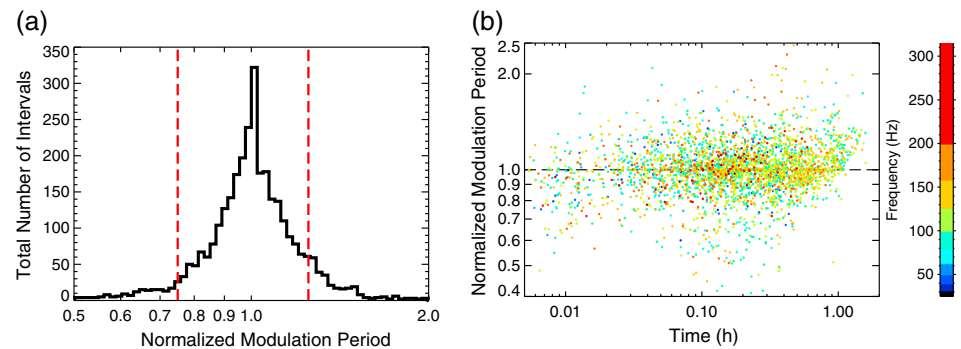 (a)
Total Number of Intervals
350
300
250
200
150
100
50
0
0.5 0.6 0.7 0.8 0.9 1.0 2.0
Normalized Modulation Period
(b)
Normalized Modulation Period
2.5
2.0
1.0
0.9
0.8
0.7
0.6
0.5
0.4
0.01 0.10 1.00
Time (h)
Frequency (Hz)
300
250
200
150
100
50